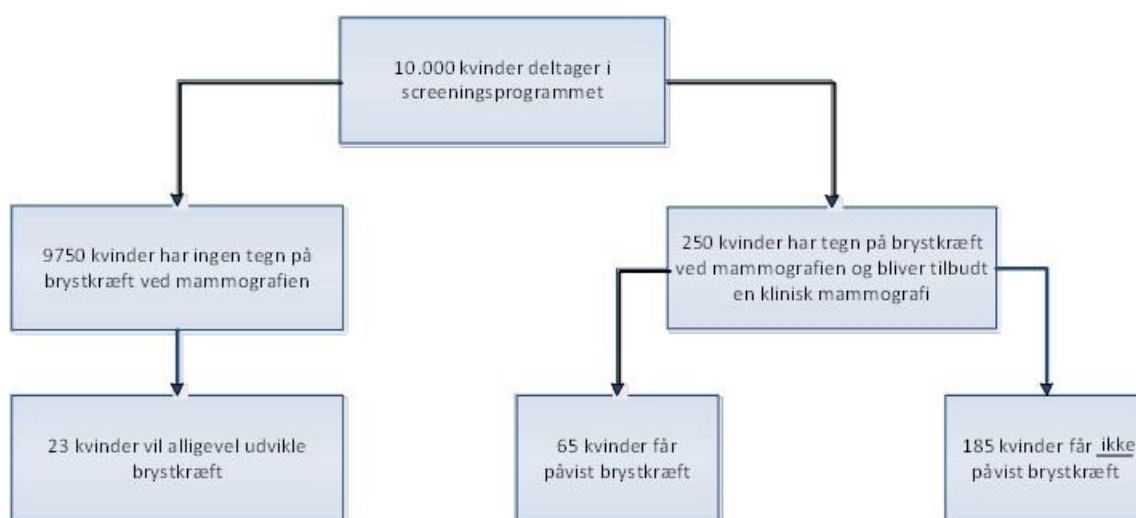 10.000 kvinder deltager i
screeningsprogrammet
9750 kvinder har ingen tegn på
brystkræft ved mammografien
250 kvinder har tegn på brystkræft
ved mammografien og bliver tilbudt
en klinisk mammografi
23 kvinder vil alligevel udvikle
brystkræft
65 kvinder får
påvist brystkræft
185 kvinder får ikke
påvist brystkræft